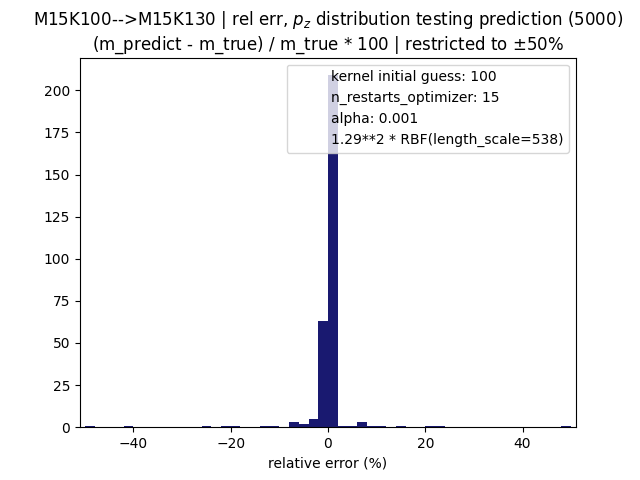 M15K100-->M15K130 | rel err, p_z distribution testing prediction (5000)
(m_predict - m_true) / m_true * 100 | restricted to ±50%
kernel initial guess: 100
n_restarts_optimizer: 15
alpha: 0.001
1.29**2 * RBF(length_scale=538)
200
175
150
125
100
75
50
25
0
−40 −20 0 20 40
relative error (%)